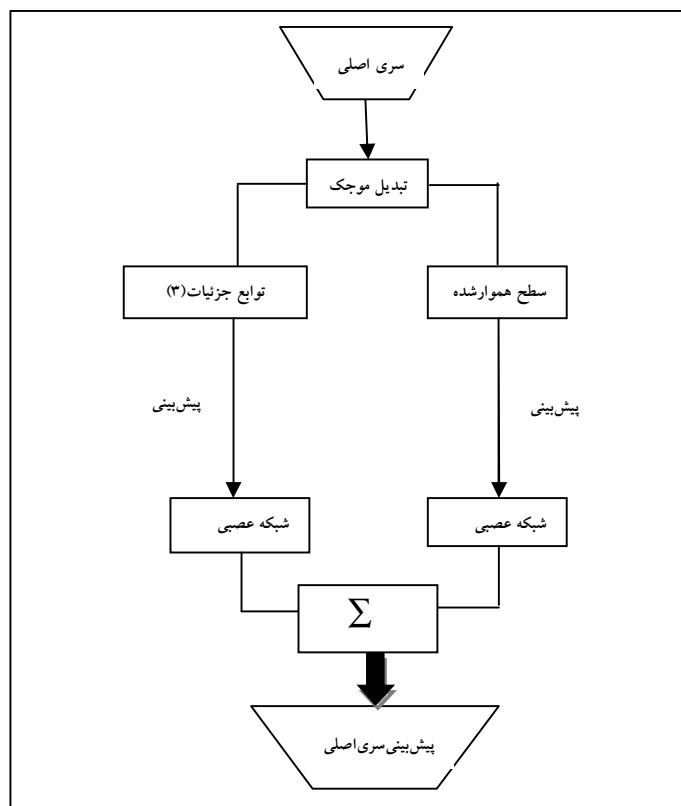 سری اصلی
تبدیل موجک
سطح هموارشده
توابع جزئیات(۳)
پیش‌بینی
پیش‌بینی
شبکه عصبی
شبکه عصبی
∑
پیش‌بینی‌سری‌اصلی